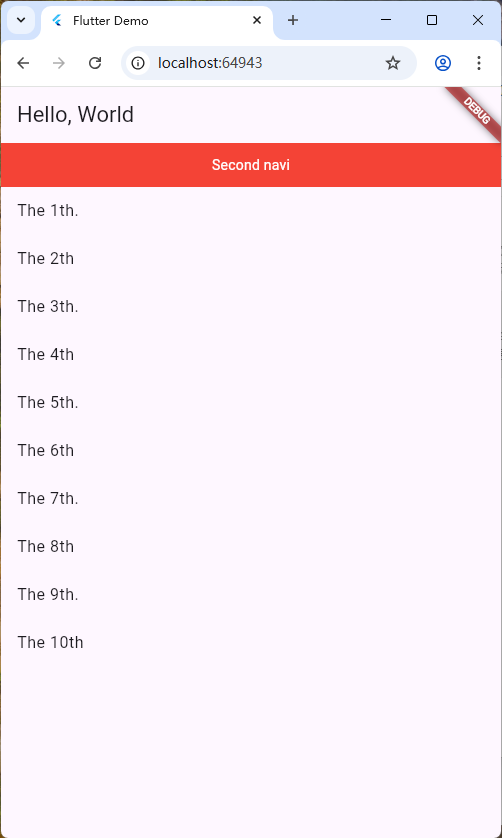 Flutter Demo
localhost:64943
Hello, World
DEBUG
Second navi
The 1th.
The 2th
The 3th.
The 4th
The 5th.
The 6th
The 7th.
The 8th
The 9th.
The 10th